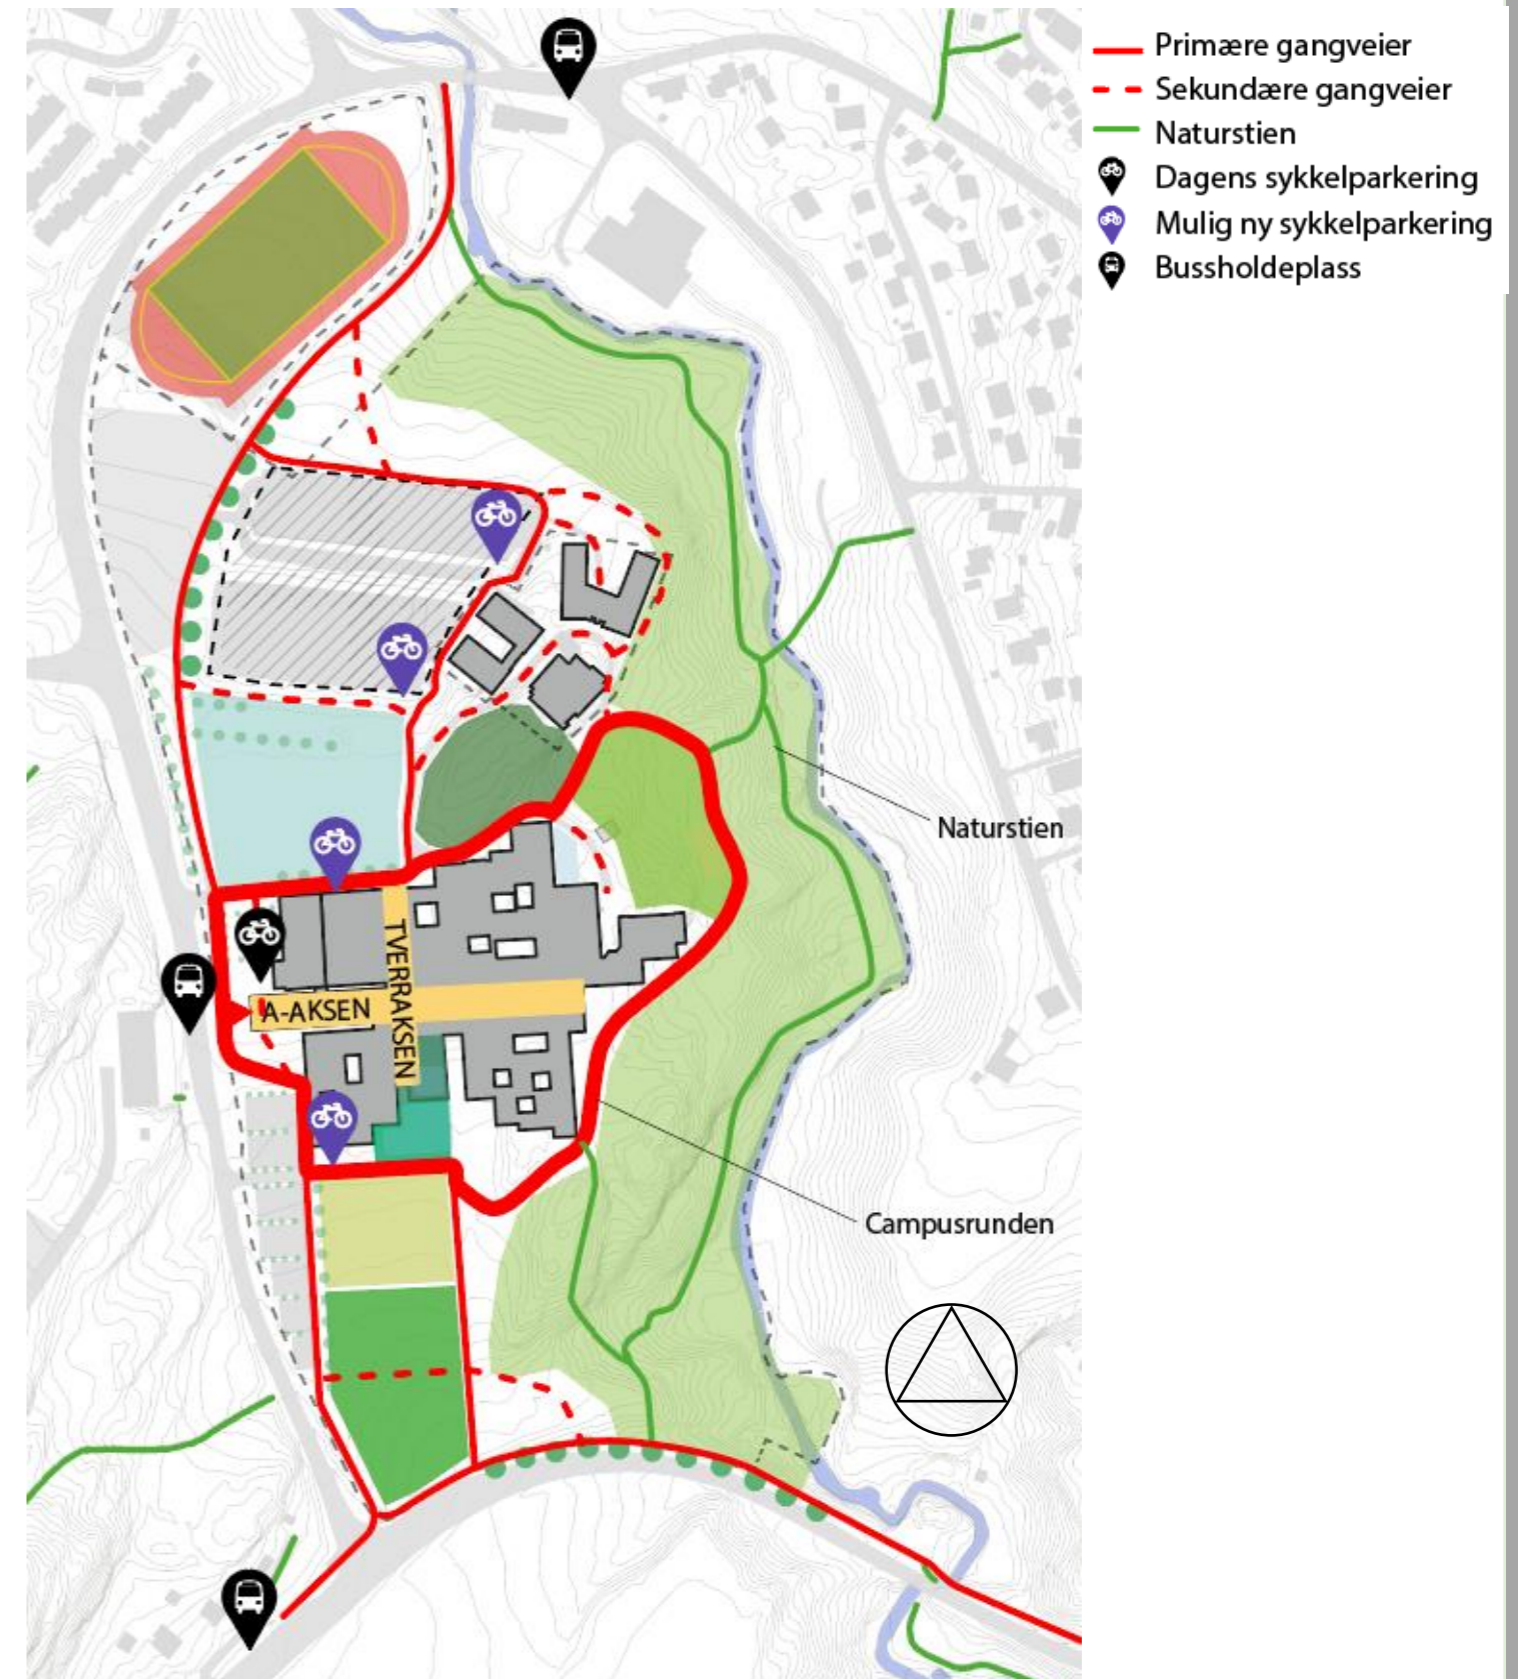 Primære gangveier
Sekundære gangveier
Naturstien
Dagens sykkelparkering
Mulig ny sykkelparkering
Bussholdeplass
Naturstien
TVERRAKSEN
A-AKSEN
Campusrunden